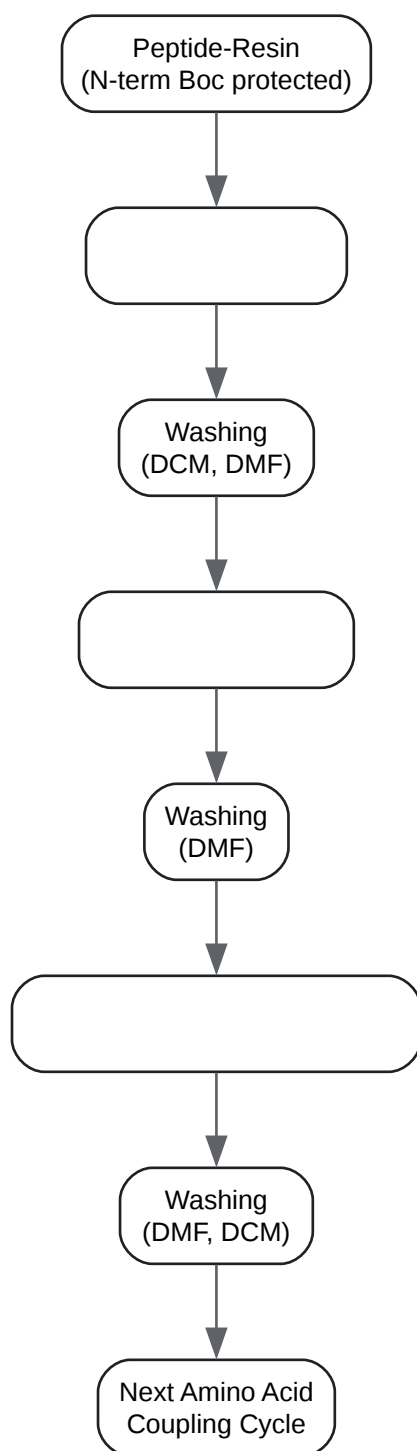 Peptide-Resin
(N-term Boc protected)
Washing
(DCM, DMF)
Washing
(DMF)
Washing
(DMF, DCM)
Next Amino Acid
Coupling Cycle